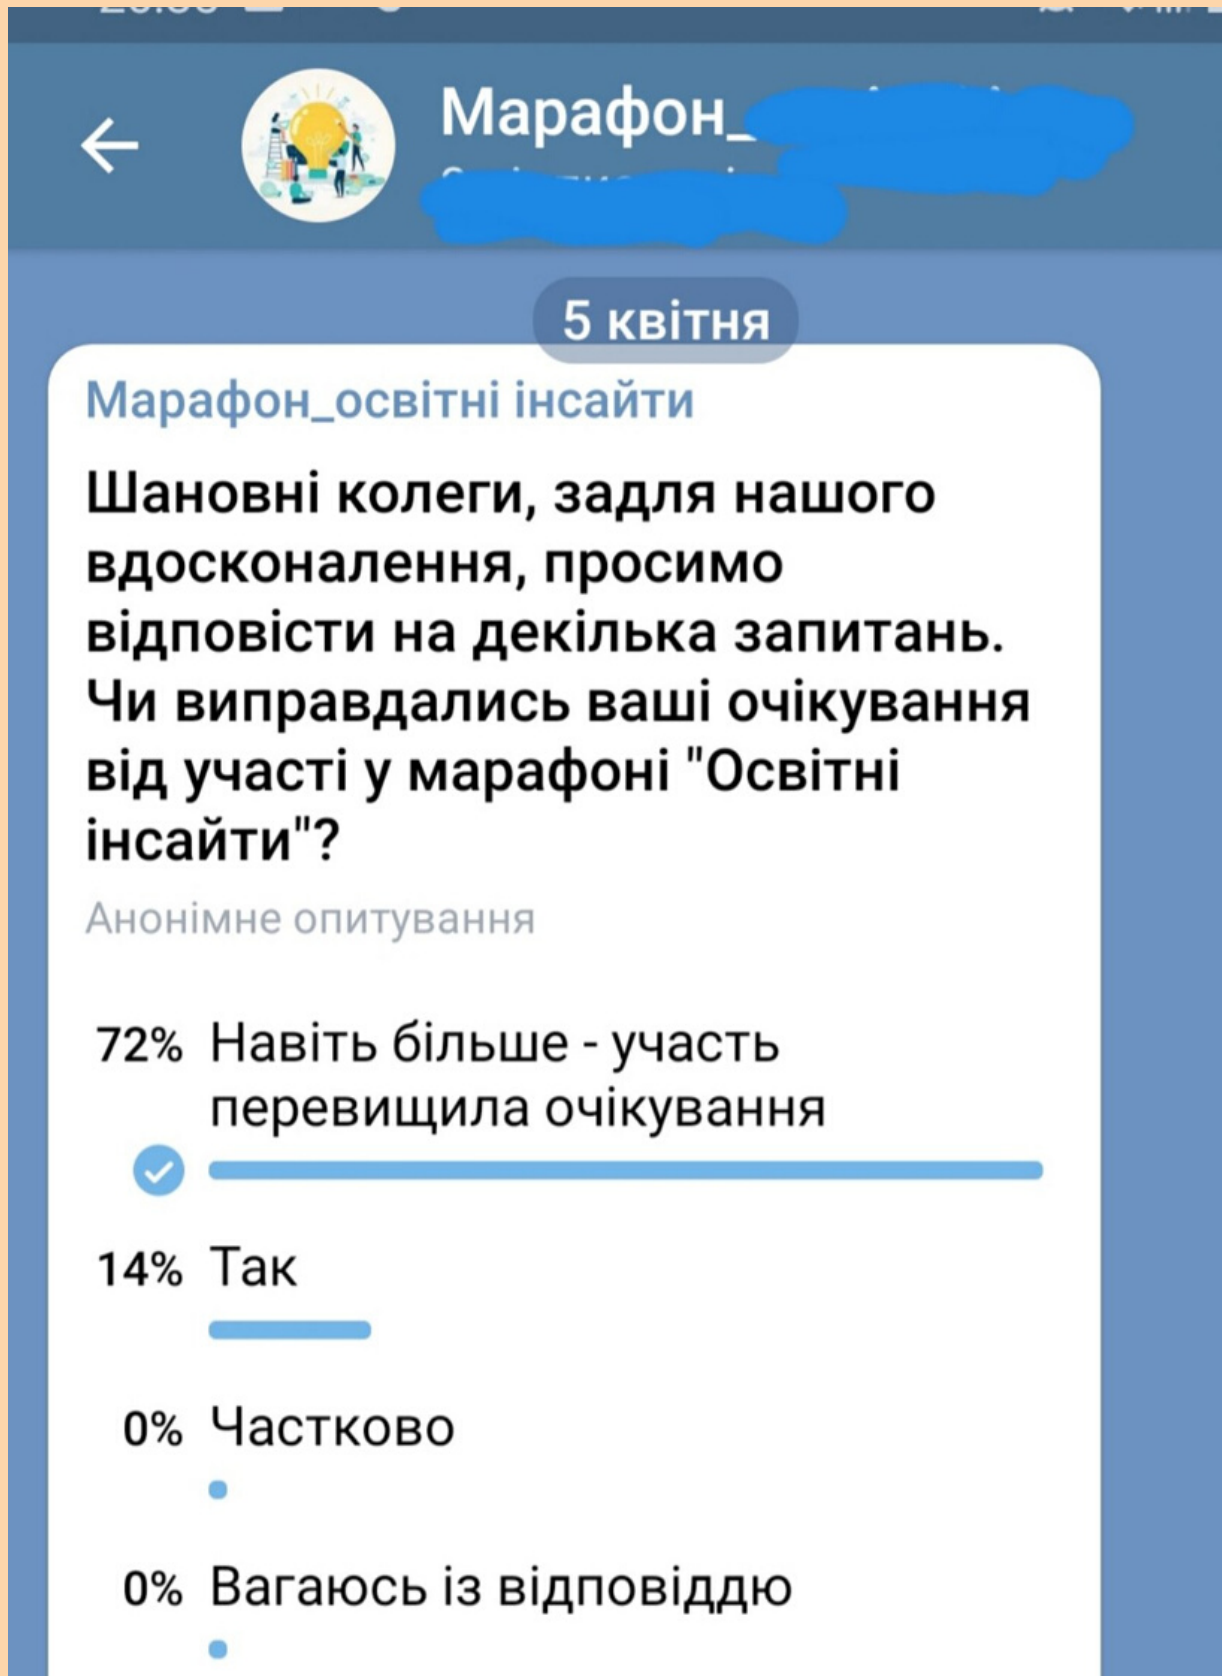 Марафон_
5 квітня
Марафон_освітні інсайти
Шановні колеги, задля нашого
вдосконалення, просимо
відповісти на декілька запитань.
Чи виправдались ваші очікування
від участі у марафоні "Освітні
інсайти"?
Анонімне опитування
72% Навіть більше - участь
перевищила очікування
14% Так
0% Частково
0% Вагаюсь із відповіддю